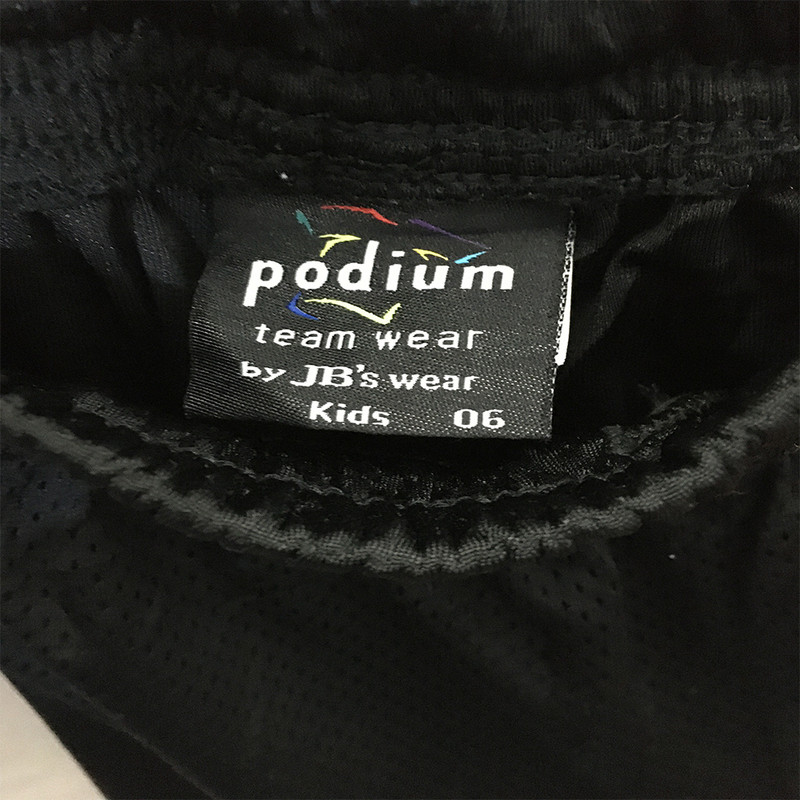 podium
team wear
by JB's wear
Kids 06